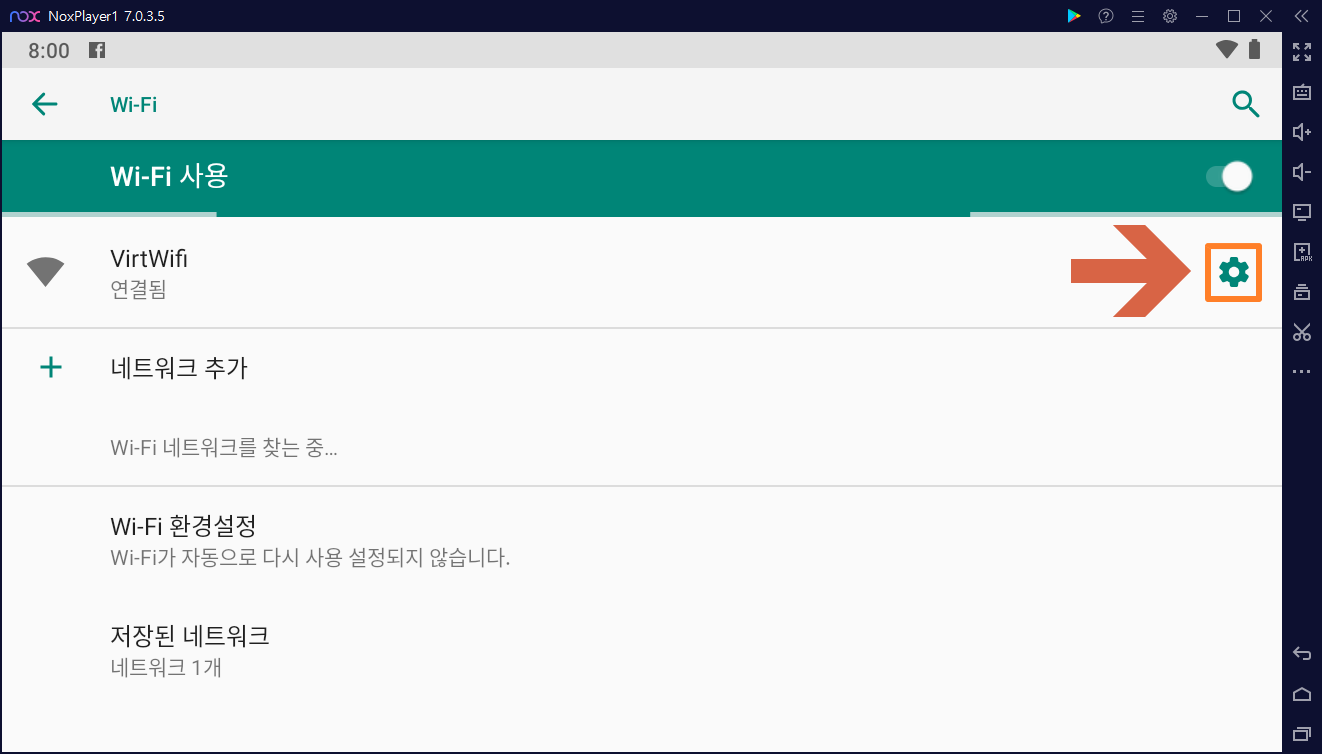 nox NoxPlayer1 7.0.3.5
8:00
Wi-Fi
Wi-Fi 사용
VirtWifi
연결됨
네트워크 추가
Wi-Fi 네트워크를 찾는 중...
Wi-Fi 환경설정
Wi-Fi가 자동으로 다시 사용 설정되지 않습니다.
저장된 네트워크
네트워크 1개
APK